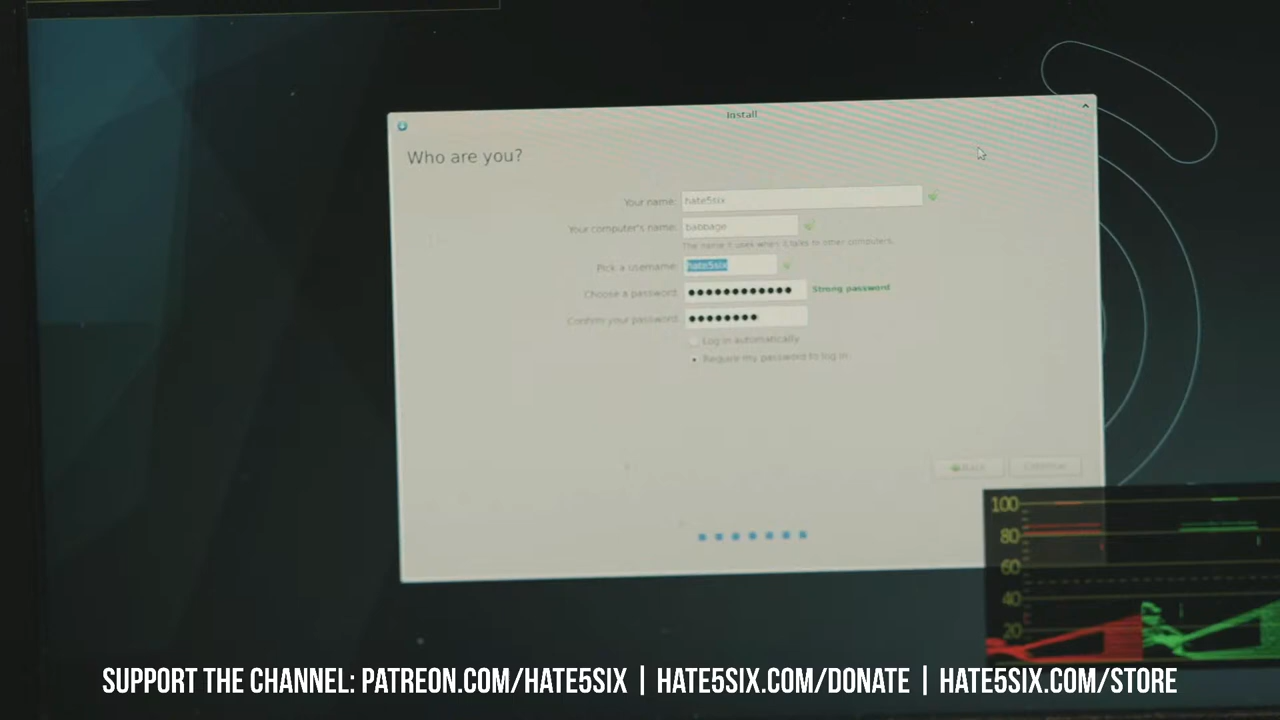 Install
Who are you?
Your name: hate5six
Your computer's name: babbage
The name it uses when it talks to other computers.
Pick a username: hate5six
Choose a password: ●●●●●●●●●●●● Strong password
Confirm your password: ●●●●●●●●
Log in automatically
Require my password to log in
Back Continue
100
80
60
40
20
SUPPORT THE CHANNEL: PATREON.COM/HATE5SIX | HATE5SIX.COM/DONATE | HATE5SIX.COM/STORE